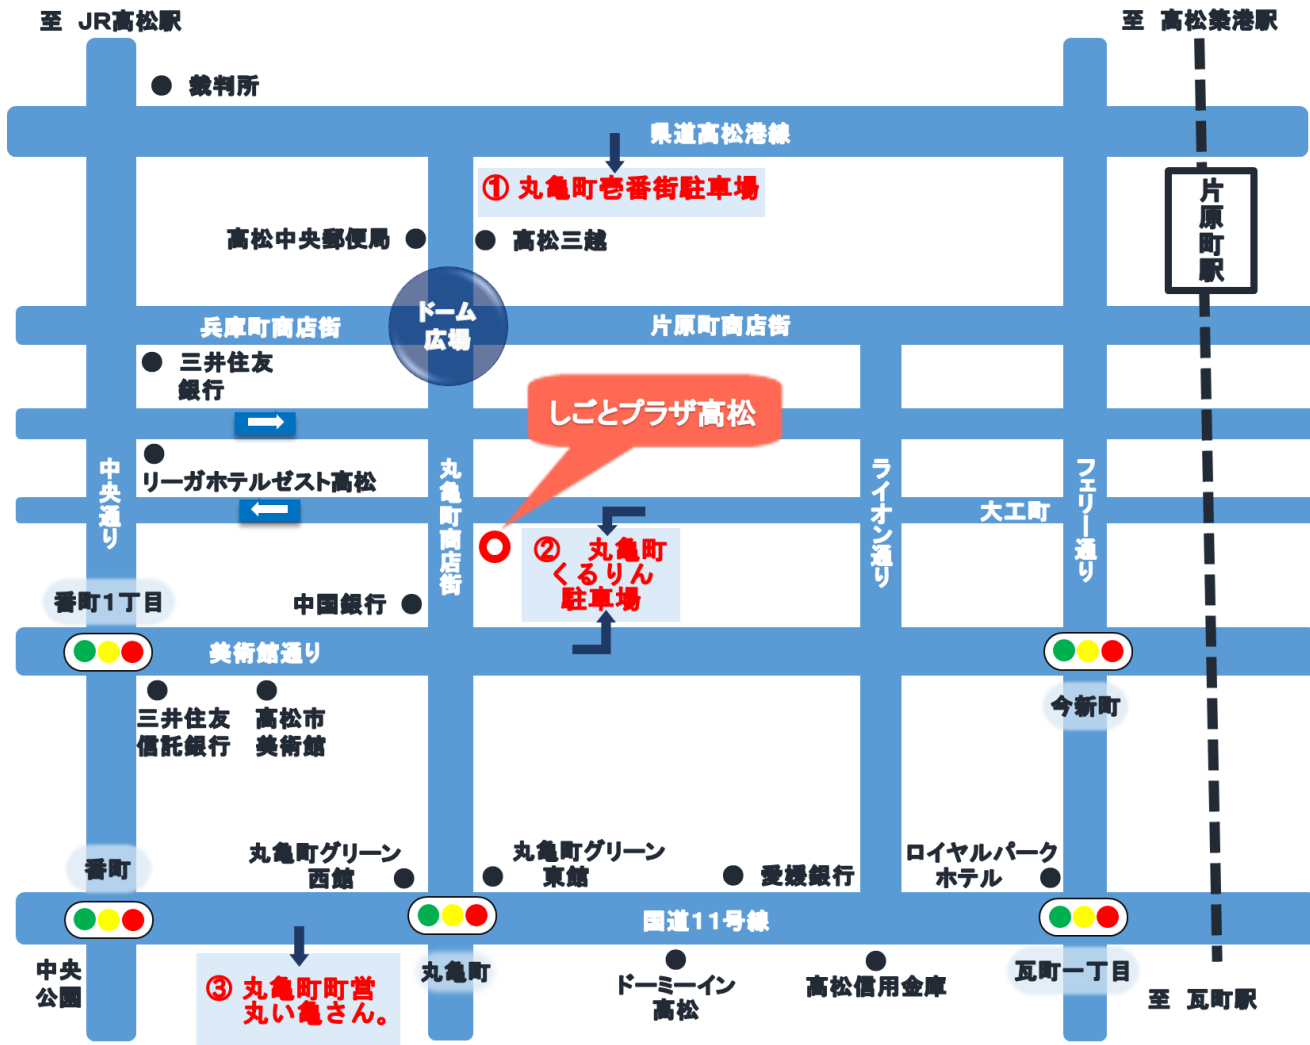 至　JR高松駅
至　高松築港駅
裁判所
県道高松港線
① 丸亀町壱番街駐車場
片原町駅
高松中央郵便局
高松三越
ドーム
広場
兵庫町商店街
片原町商店街
三井住友
銀行
しごとプラザ高松
中央通り
リーガホテルゼスト高松
丸亀町商店街
ライオン通り
フェリー通り
大工町
②　丸亀町
くるりん
駐車場
番町1丁目
中国銀行
美術館通り
三井住友
信託銀行
高松市
美術館
今新町
番町
丸亀町グリーン
西館
丸亀町グリーン
東館
愛媛銀行
ロイヤルパーク
ホテル
国道11号線
中央
公園
③ 丸亀町町営
丸い亀さん。
丸亀町
ドーミーイン
高松
高松信用金庫
瓦町一丁目
至　瓦町駅